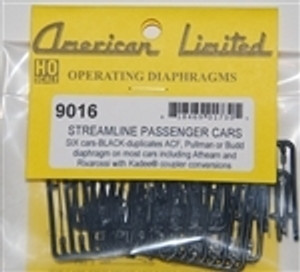 American Limited
HO
SCALE
OPERATING DIAPHRAGMS
9016
STREAMLINE PASSENGER CARS
SIX cars-BLACK-duplicates ACF, Pullman or Budd
diaphragm on most cars including Athearn and
Rivarossi with Kadee® coupler conversions